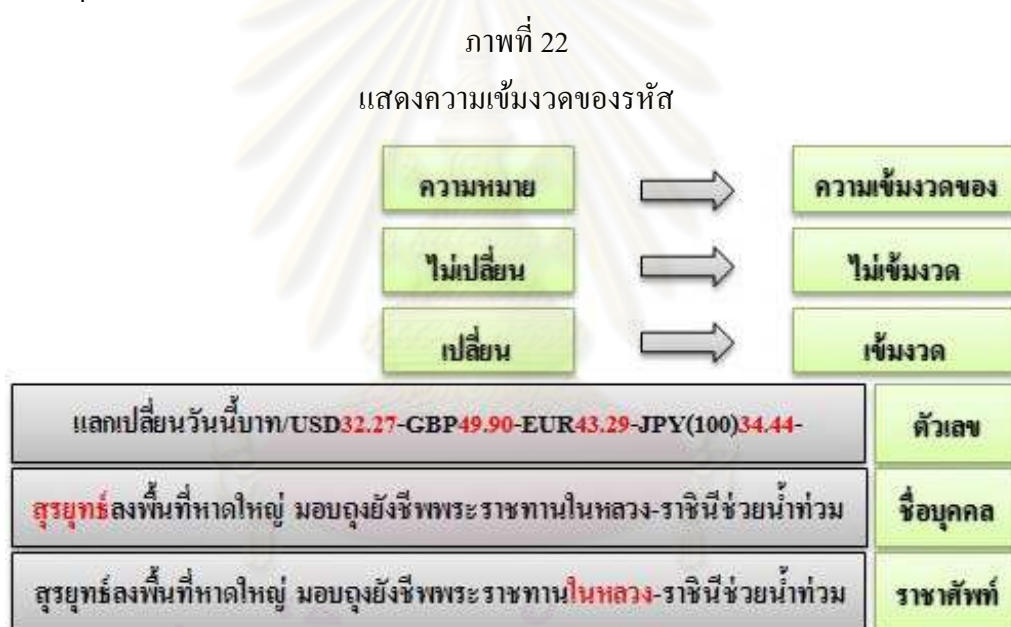 ภาพที่ 22
แสดงความเข้มงวดของรหัส
ความหมาย ความเข้มงวดของ
ไม่เปลี่ยน ไม่เข้มงวด
เปลี่ยน เข้มงวด
แลกเปลี่ยนวันนี้บาท/USD32.27-GBP49.90-EUR43.29-JPY(100)34.44- ตัวเลข
สุรยุทธ์ลงพื้นที่หาดใหญ่ มอบถุงยังชีพพระราชทานในหลวง-ราชินีช่วยน้ำท่วม ชื่อบุคคล
สุรยุทธ์ลงพื้นที่หาดใหญ่ มอบถุงยังชีพพระราชทานในหลวง-ราชินีช่วยน้ำท่วม ราชาศัพท์